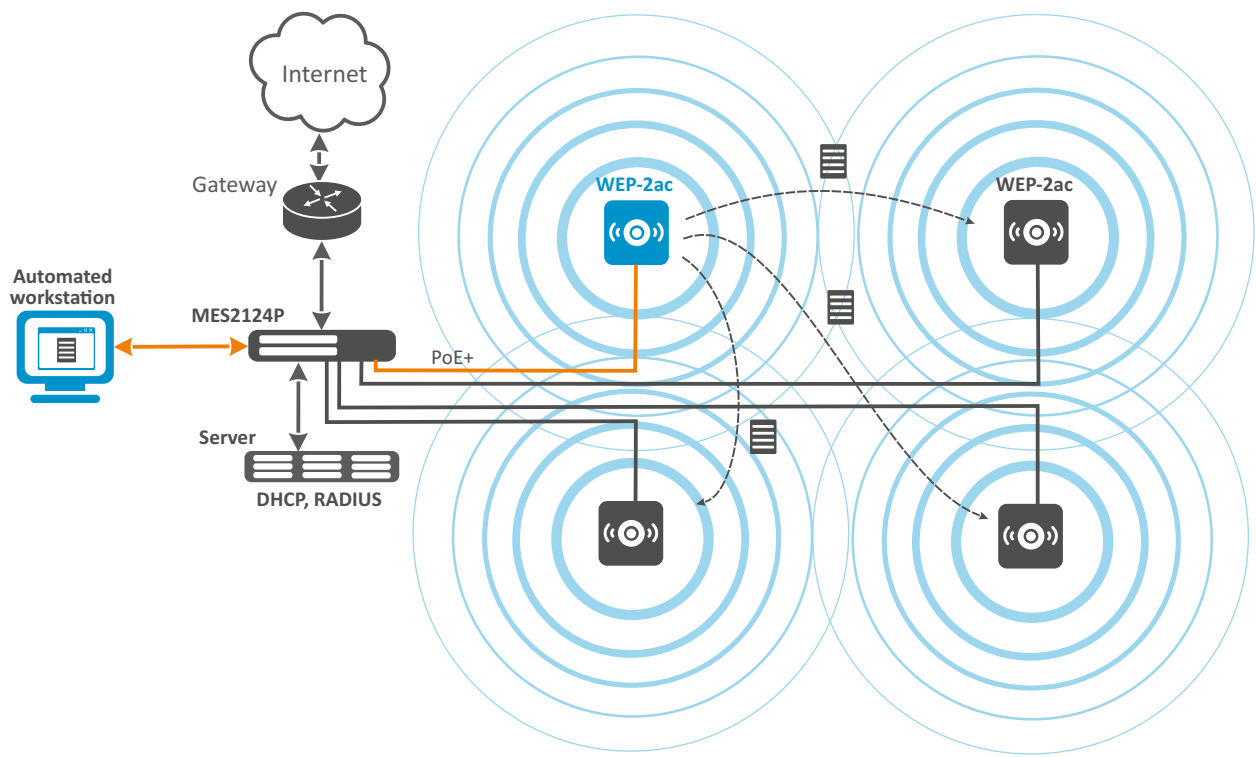 Internet
Gateway
WEP-2ac
WEP-2ac
Automated
workstation
MES2124P
PoE+
Server
DHCP, RADIUS